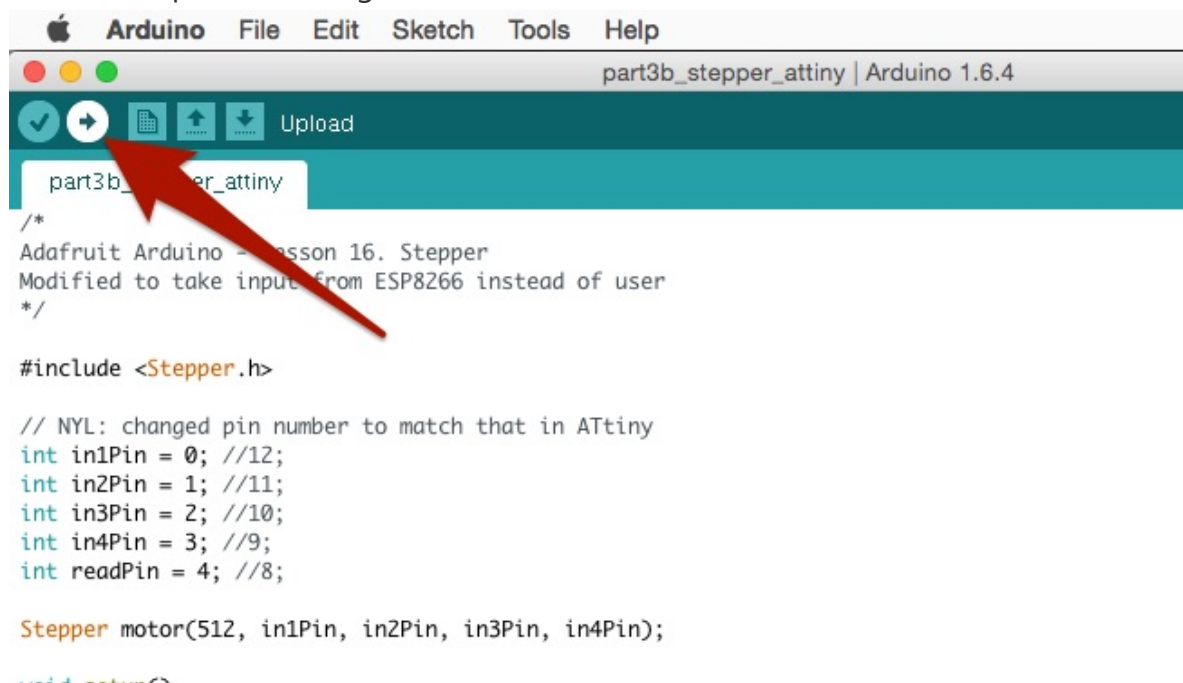 Arduino File Edit Sketch Tools Help
part3b_stepper_attiny | Arduino 1.6.4
Upload
/*
Adafruit Arduino - 16. Stepper
Modified to take input from ESP8266 instead of user
*/
#include <Stepper.h>
// NYL: changed pin number to match that in ATtiny
int in1Pin = 0; //12;
int in2Pin = 1; //11;
int in3Pin = 2; //10;
int in4Pin = 3; //9;
int readPin = 4; //8;
Stepper motor(512, in1Pin, in2Pin, in3Pin, in4Pin);